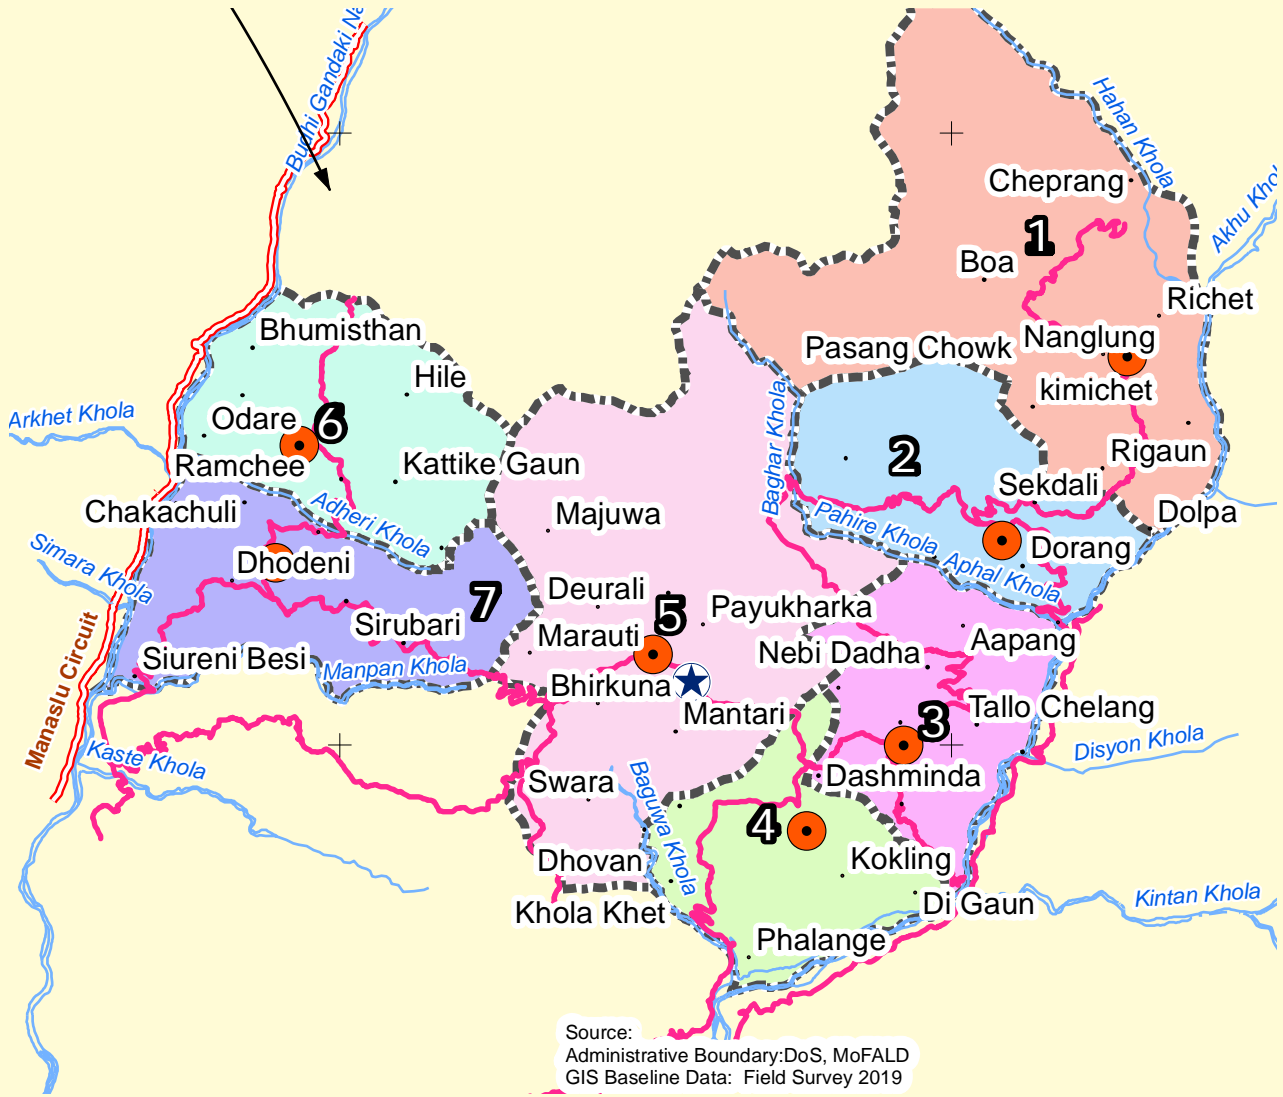 Budhi Gandaki Na
Hahan Khola
Cheprang
Akhu Khol
1
Boa
Richet
Bhumisthan
Nanglung
Pasang Chowk
Hile
kimichet
Baghar Khola
Arkhet Khola
Odare
6
2
Rigaun
Ramchee
Kattike Gaun
Sekdali
Chakachuli
Adheri Khola
Majuwa
Pahire Khola
Dolpa
Simara Khola
Dhodeni
Dorang
Aphal Khola
Deurali
7
5
Payukharka
Sirubari
Marauti
Aapang
Nebi Dadha
Siureni Besi
Manpan Khola
Bhirkuna
Manaslu Circuit
Mantari
3
Tallo Chelang
Disyon Khola
Kaste Khola
Swara
Dashminda
Baguwa Khola
4
Dhovan
Kokling
Khola Khet
Di Gaun
Kintan Khola
Phalange
Source:
Administrative Boundary:DoS, MoFALD
GIS Baseline Data: Field Survey 2019